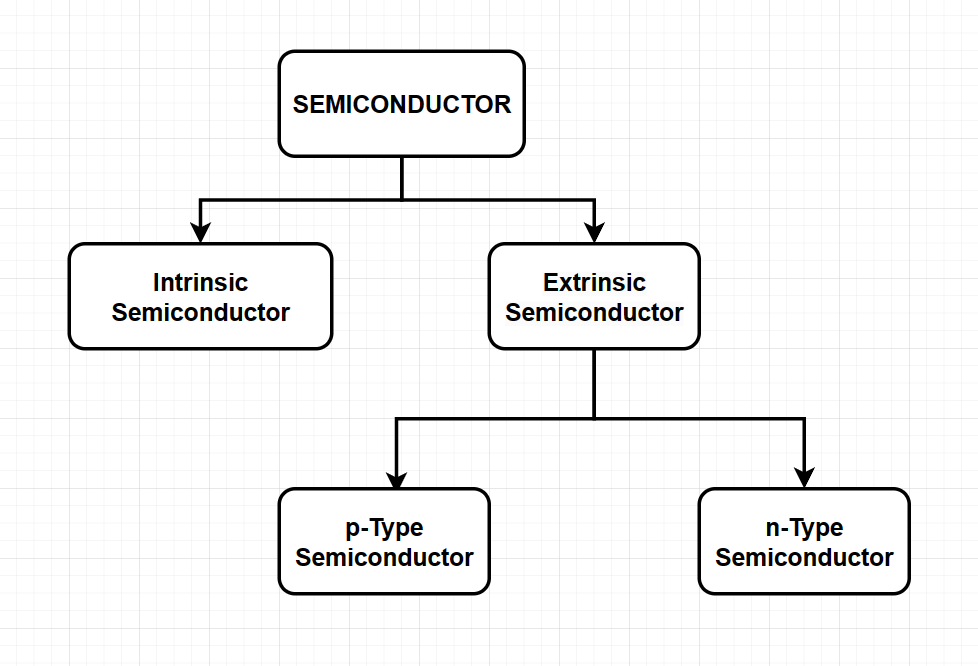 SEMICONDUCTOR
Intrinsic
Semiconductor
Extrinsic
Semiconductor
p-Type
Semiconductor
n-Type
Semiconductor